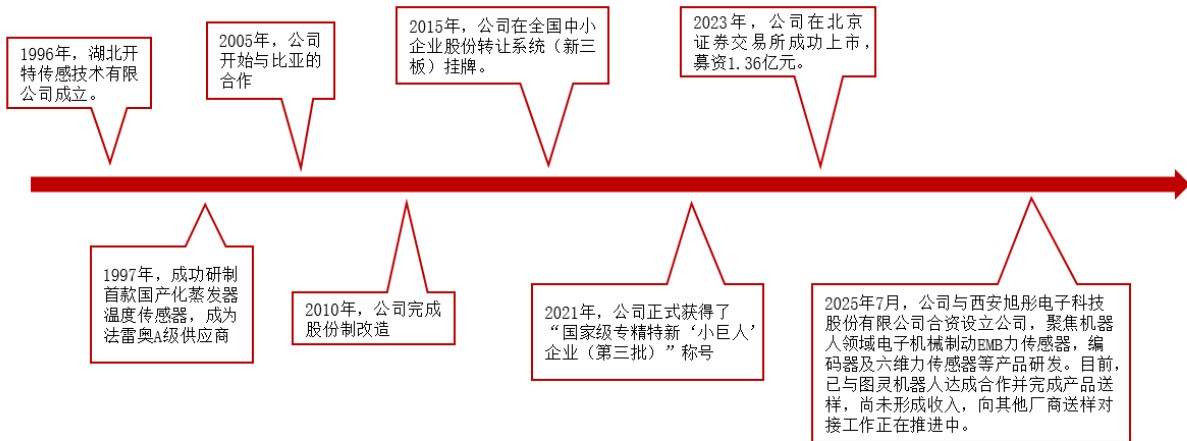 1996年，湖北开
特传感技术有限
公司成立。
2005年，公司
开始与比亚的
合作
2015年，公司在全国中小
企业股份转让系统（新三
板）挂牌。
2023年，公司在北京
证券交易所成功上市，
募资1.36亿元。
1997年，成功研制
首款国产化蒸发器
温度传感器，成为
法雷奥A级供应商
2010年，公司完成
股份制改造
2021年，公司正式获得了
“国家级专精特新‘小巨人’
企业（第三批）”称号
2025年7月，公司与西安旭彤电子科技
股份有限公司合资设立公司，聚焦机器
人领域电子机械制动EMB力传感器，编
码器及六维力传感器等产品研发。目前，
已与图灵机器人达成合作并完成产品送
样，尚未形成收入，向其他厂商送样对
接工作正在推进中。